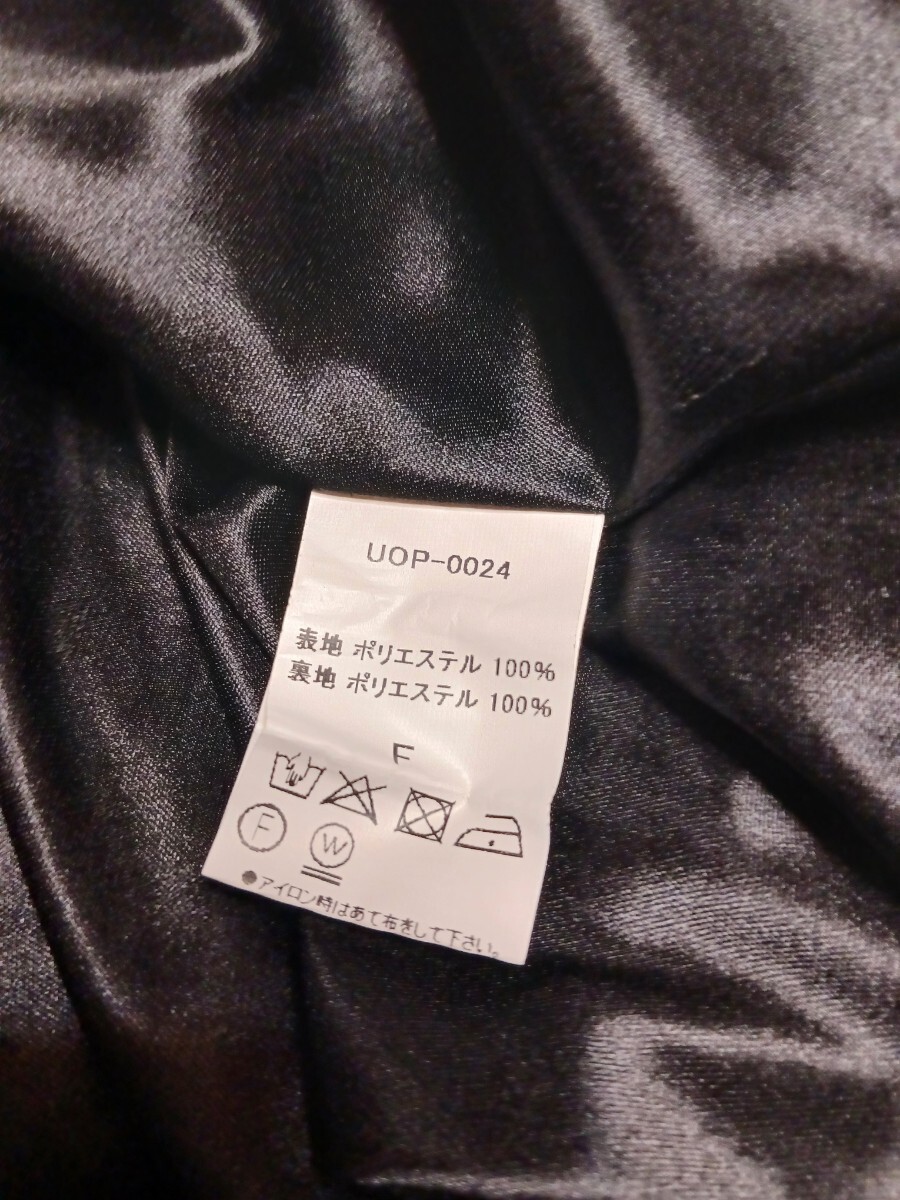 UOP-0024
表地 ポリエステル 100%
裏地 ポリエステル 100%
F
F
W
●アイロン時はあて布をして下さい。